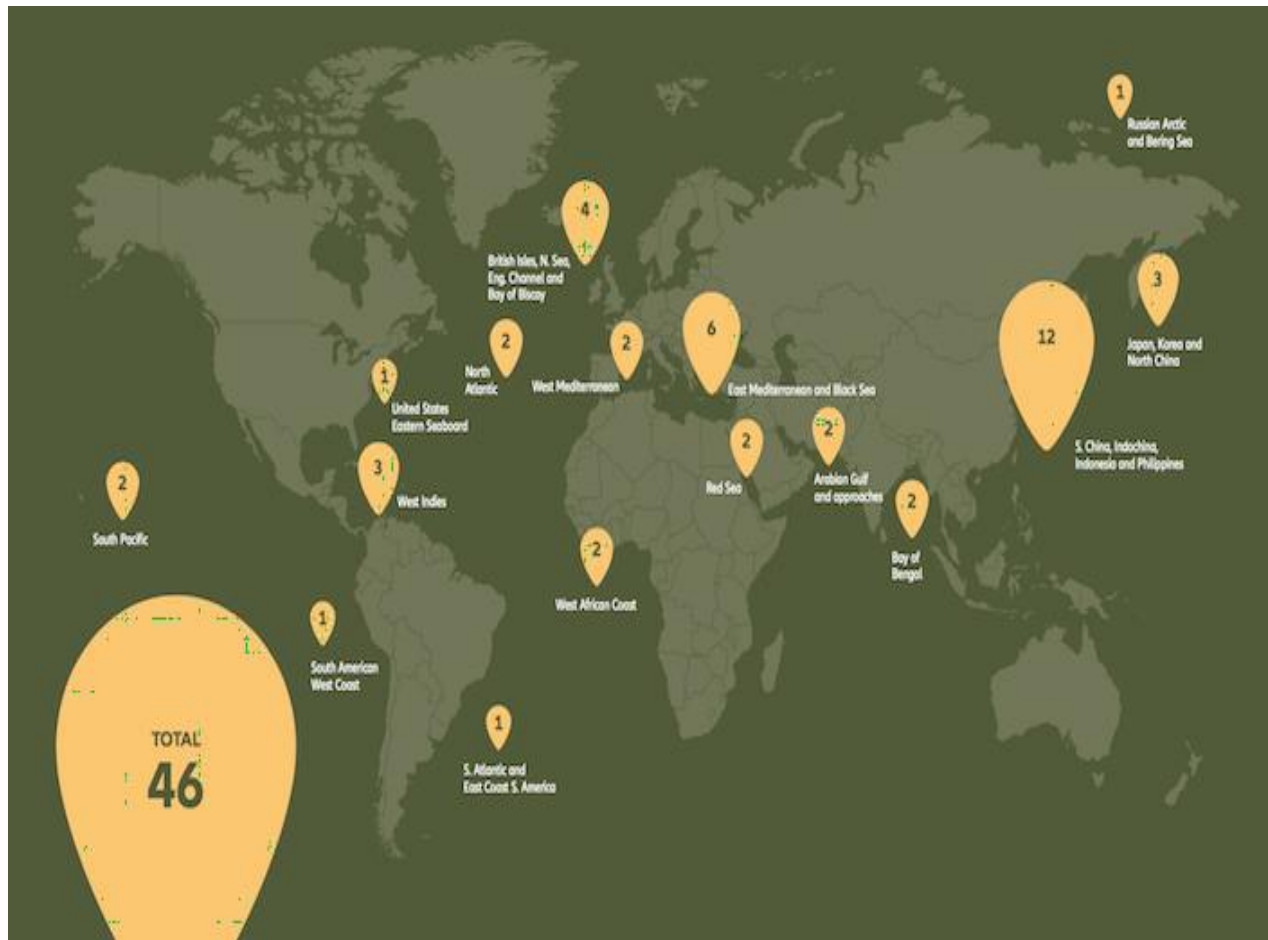 1
Russian Arctic
and Bering Sea
4
British Isles, N. Sea,
Eng. Channel and
Bay of Biscay
3
Japan, Korea and
North China
12
S. China, Indochina,
Indonesia and Philippines
6
East Mediterranean and Black Sea
2
West Mediterranean
2
North
Atlantic
1
United States
Eastern Seaboard
3
West Indies
2
South Pacific
2
Red Sea
2
Arabian Gulf
and approaches
2
Bay of
Bengal
2
West African Coast
1
South American
West Coast
1
S. Atlantic and
East Coast S. America
TOTAL
46